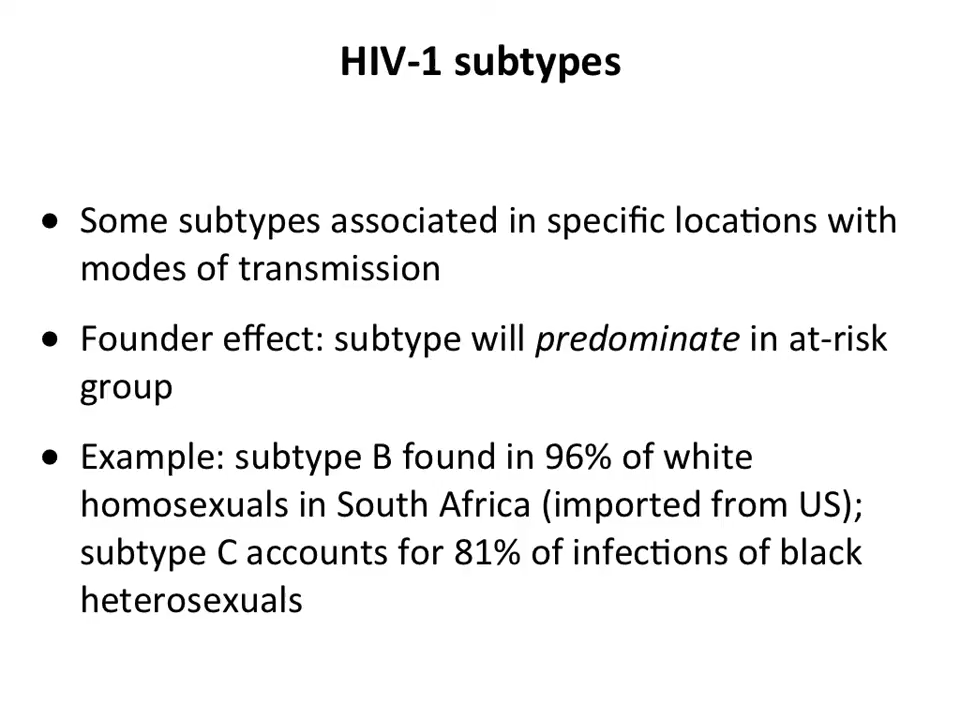 HIV-1 subtypes
● Some subtypes associated in specific locations with
modes of transmission
● Founder effect: subtype will predominate in at-risk
group
● Example: subtype B found in 96% of white
homosexuals in South Africa (imported from US);
subtype C accounts for 81% of infections of black
heterosexuals